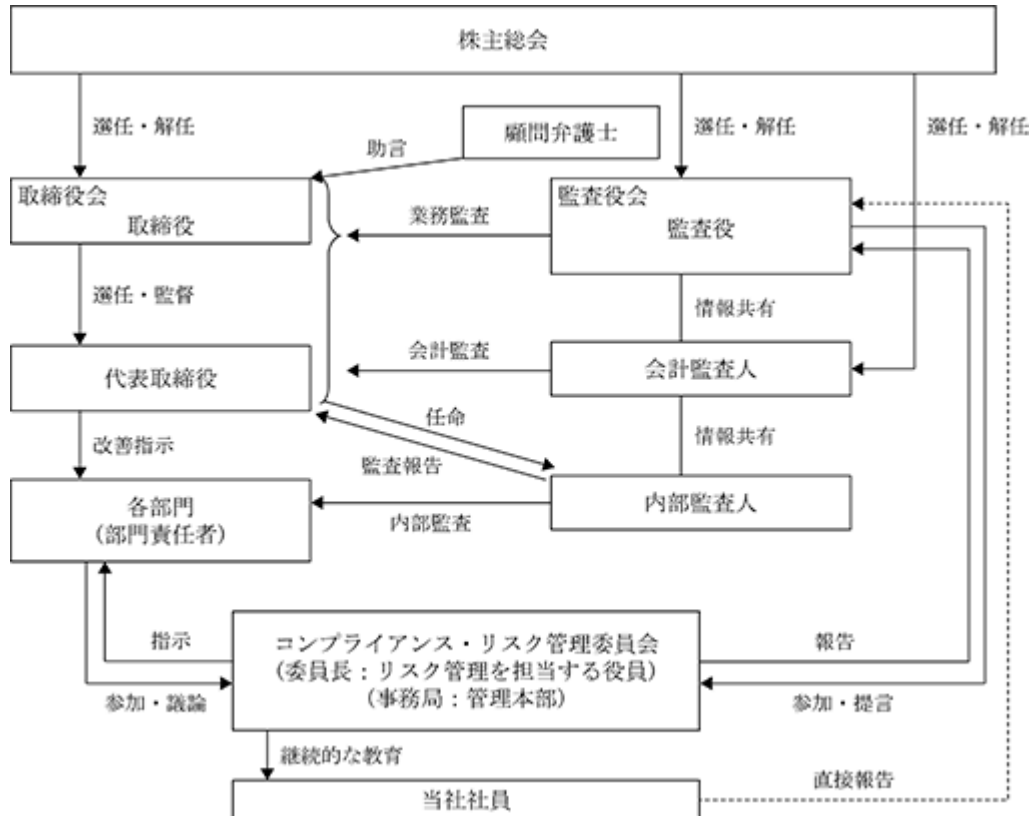 株主総会
選任・解任
選任・解任
選任・解任
顧問弁護士
助言
取締役会
取締役
監査役会
監査役
業務監査
選任・監督
情報共有
代表取締役
会計監査
会計監査人
任命
改善指示
監査報告
情報共有
各部門
(部門責任者)
内部監査
内部監査人
指示
コンプライアンス・リスク管理委員会
(委員長：リスク管理を担当する役員)
(事務局：管理本部)
報告
参加・議論
参加・提言
継続的な教育
当社社員
直接報告